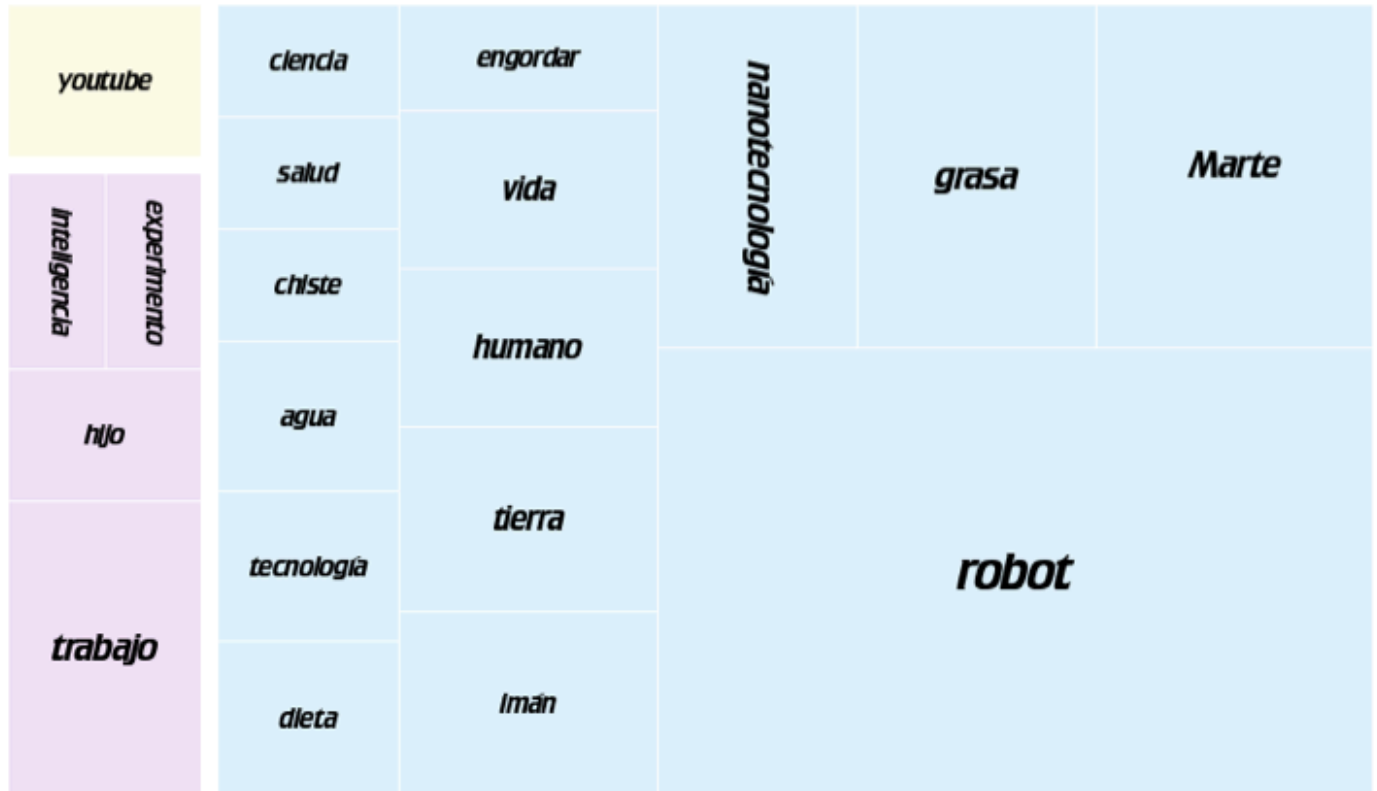 youtube
inteligencia
experimento
hijo
trabajo
ciencia
salud
chiste
agua
tecnología
dieta
engordar
vida
humano
tierra
imán
nanotecnología
grasa
Marte
robot